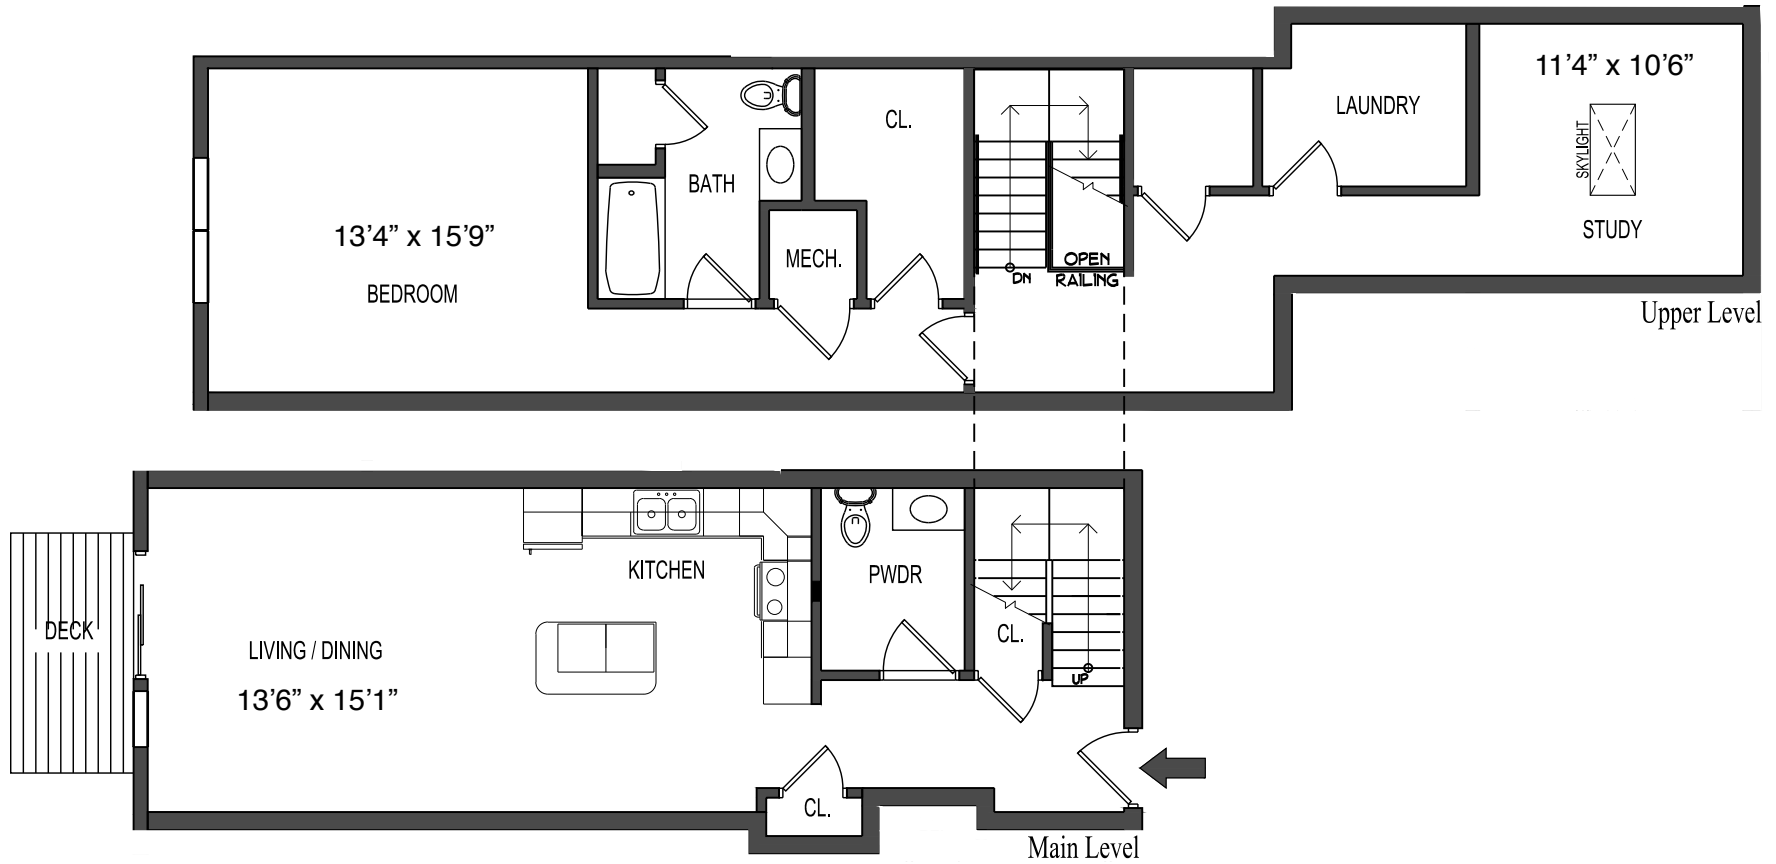 11'4” x 10'6”
LAUNDRY
CL.
SKYLIGHT
BATH
STUDY
13'4” x 15'9”
MECH.
OPEN
RAILING
DN
BEDROOM
Upper Level
KITCHEN
PWDR
DECK
CL.
LIVING / DINING
UP
13'6” x 15'1”
CL.
Main Level